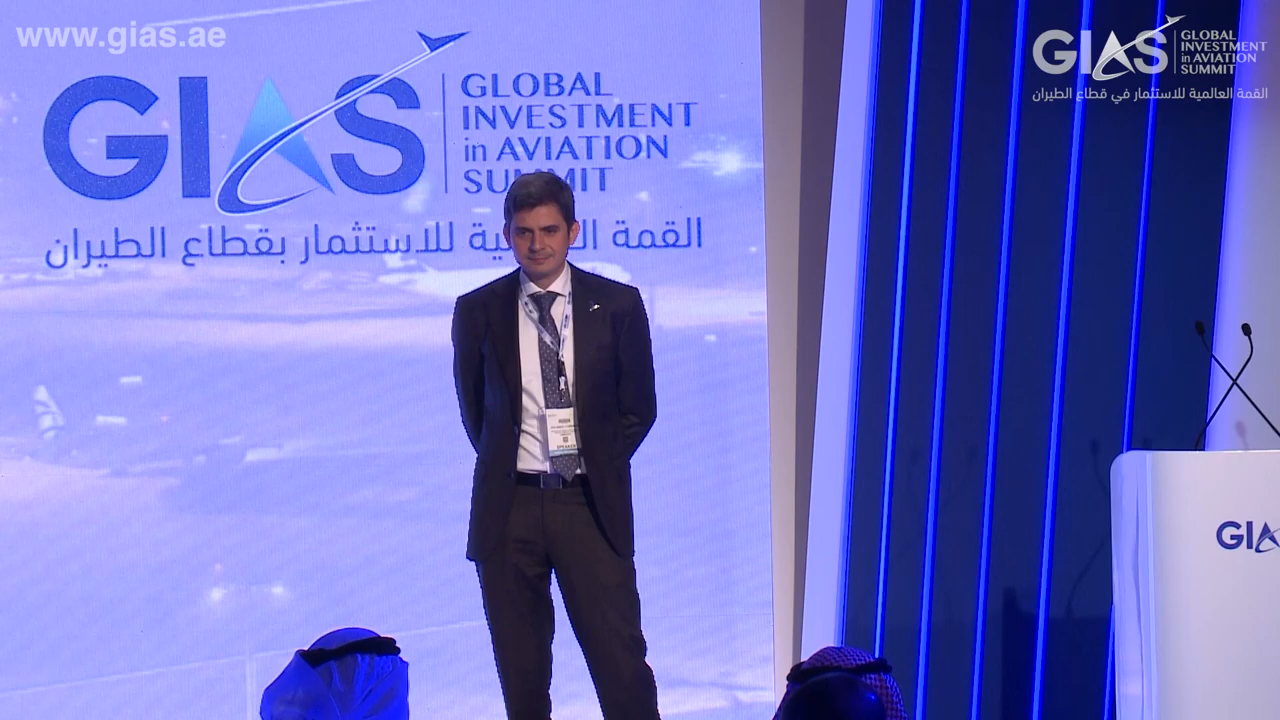 www.gias.ae
GIAS
GLOBAL
INVESTMENT
in AVIATION
SUMMIT
القمة العالمية للاستثمار بقطاع الطيران
GIAS
GLOBAL
INVESTMENT
in AVIATION
SUMMIT
القمة العالمية للاستثمار في قطاع الطيران
SPEAKER